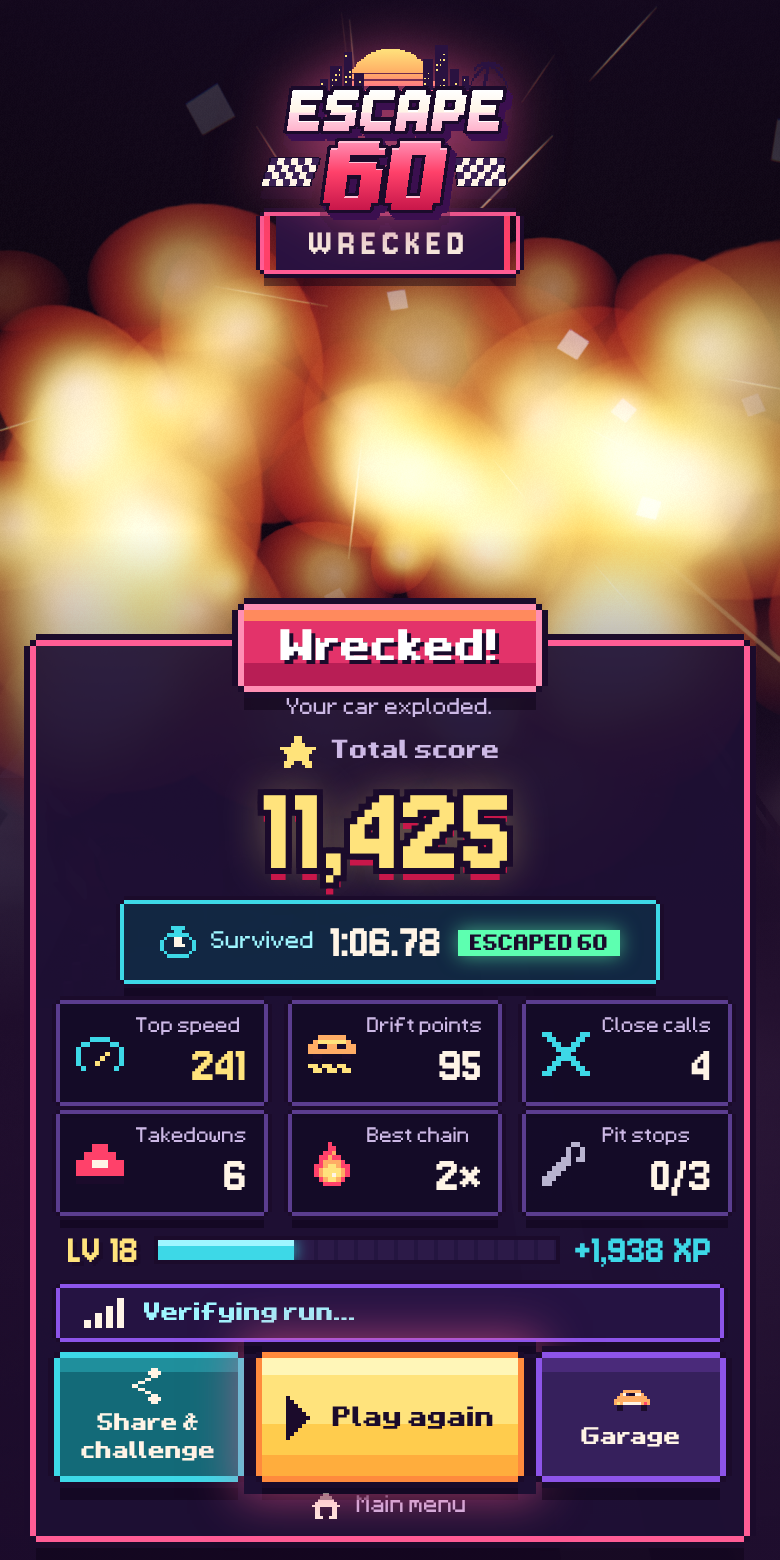 ESCAPE
60
WRECKED
Wrecked!
Your car exploded.
Total score
11,425
Survived 1:06.78 ESCAPED 60
Top speed
241
Drift points
95
Close calls
4
Takedowns
6
Best chain
2×
Pit stops
0/3
LV 18 +1,938 XP
Verifying run...
Share &
challenge
Play again
Garage
Main menu